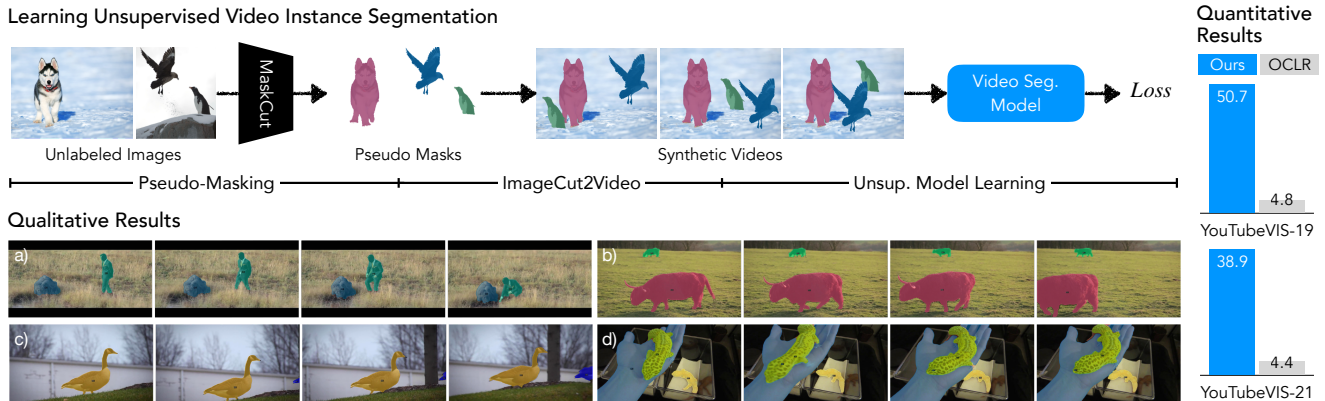 Learning Unsupervised Video Instance Segmentation
MaskCut
Video Seg.
Model
Loss
Unlabeled Images
Pseudo Masks
Synthetic Videos
Pseudo-Masking
ImageCut2Video
Unsup. Model Learning
Qualitative Results
a)
b)
c)
d)
Quantitative
Results
Ours
OCLR
50.7
4.8
YouTubeVIS-19
38.9
4.4
YouTubeVIS-21